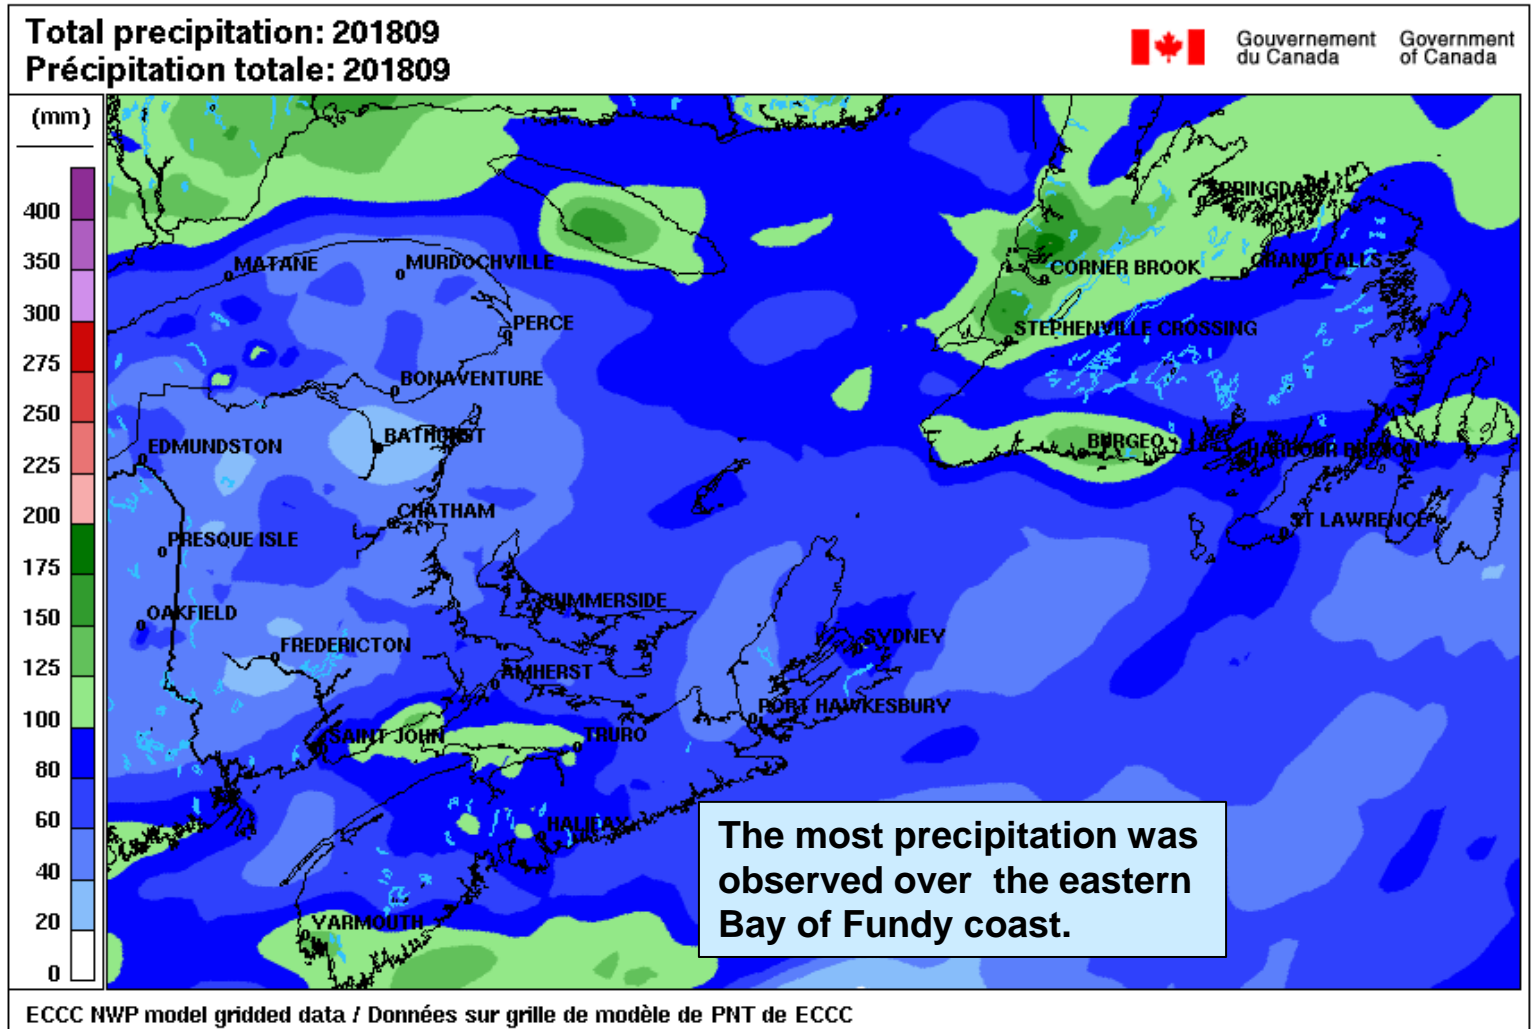 Total precipitation: 201809
Précipitation totale: 201809
Gouvernement du Canada
Government of Canada
(mm)
400
350
300
275
250
225
200
175
150
125
100
80
60
40
20
0
SPRINGDALE
MATANE
MURDOCHVILLE
CORNER BROOK
GRAND FALLS
PERCE
STEPHENVILLE CROSSING
BONAVENTURE
EDMUNDSTON
BATHURST
BURGEO
HARBOUR BRETON
CHATHAM
ST LAWRENCE
PRESQUE ISLE
OAKFIELD
SUMMERSIDE
FREDERICTON
SYDNEY
AMHERST
PORT HAWKESBURY
SAINT JOHN
TRURO
HALIFAX
YARMOUTH
The most precipitation was
observed over  the eastern
Bay of Fundy coast.
ECCC NWP model gridded data / Données sur grille de modèle de PNT de ECCC